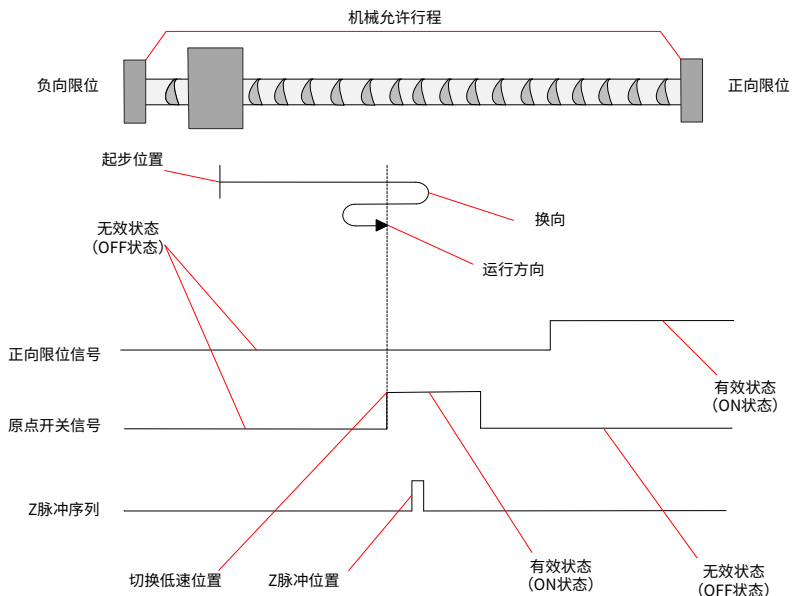 机械允许行程
负向限位
正向限位
起步位置
换向
无效状态
（OFF状态）
运行方向
正向限位信号
有效状态
（ON状态）
原点开关信号
Z脉冲序列
切换低速位置
Z脉冲位置
有效状态
（ON状态）
无效状态
（OFF状态）